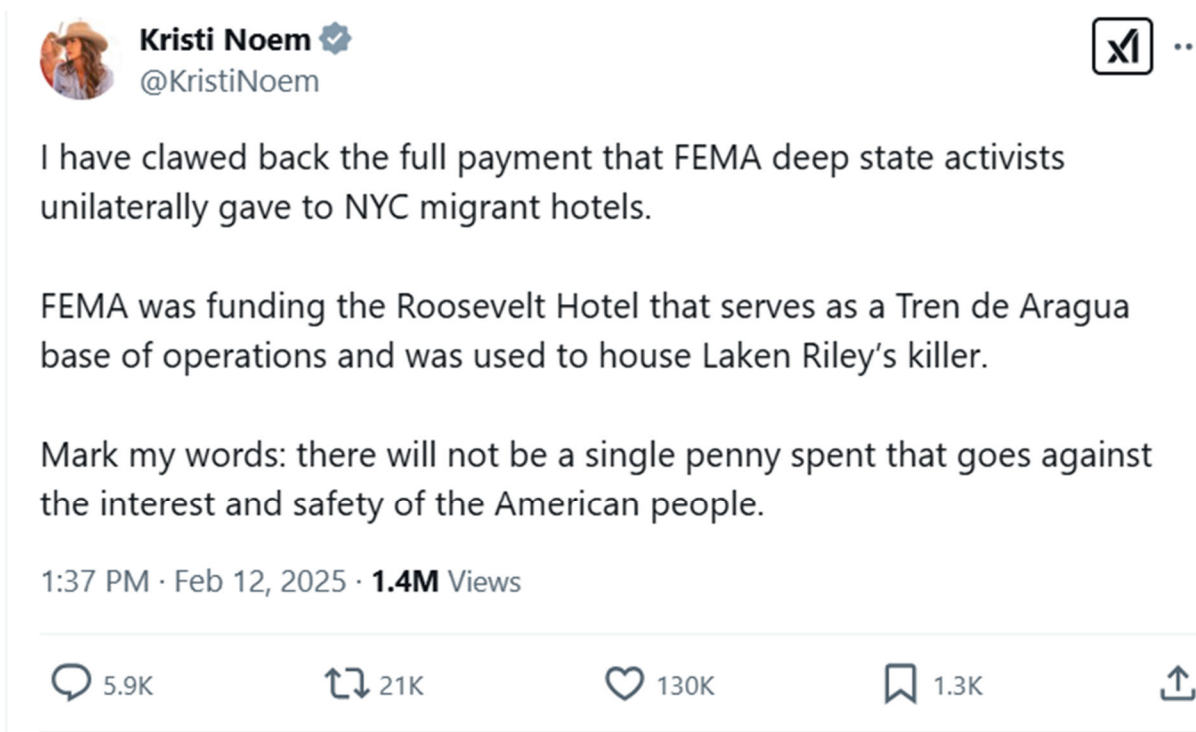 Kristi Noem
@KristiNoem
I have clawed back the full payment that FEMA deep state activists
unilaterally gave to NYC migrant hotels.
FEMA was funding the Roosevelt Hotel that serves as a Tren de Aragua
base of operations and was used to house Laken Riley’s killer.
Mark my words: there will not be a single penny spent that goes against
the interest and safety of the American people.
1:37 PM · Feb 12, 2025 · 1.4M Views
5.9K 21K 130K 1.3K